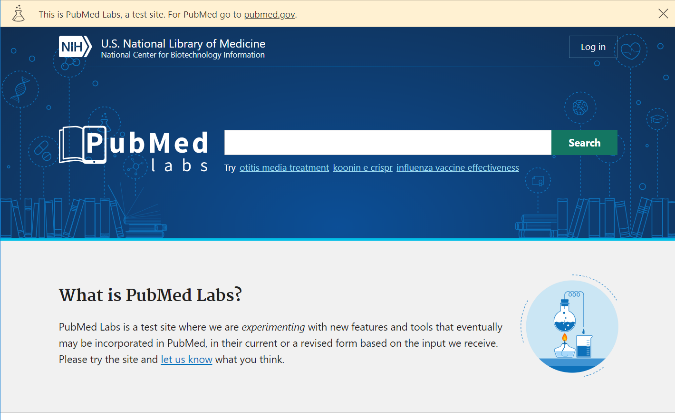 This is PubMed Labs, a test site. For PubMed go to pubmed.gov.
NIH U.S. National Library of Medicine
National Center for Biotechnology Information
Log in
PubMed
labs
Search
Try otitis media treatment koonin e crispr influenza vaccine effectiveness
What is PubMed Labs?
PubMed Labs is a test site where we are experimenting with new features and tools that eventually
may be incorporated in PubMed, in their current or a revised form based on the input we receive.
Please try the site and let us know what you think.